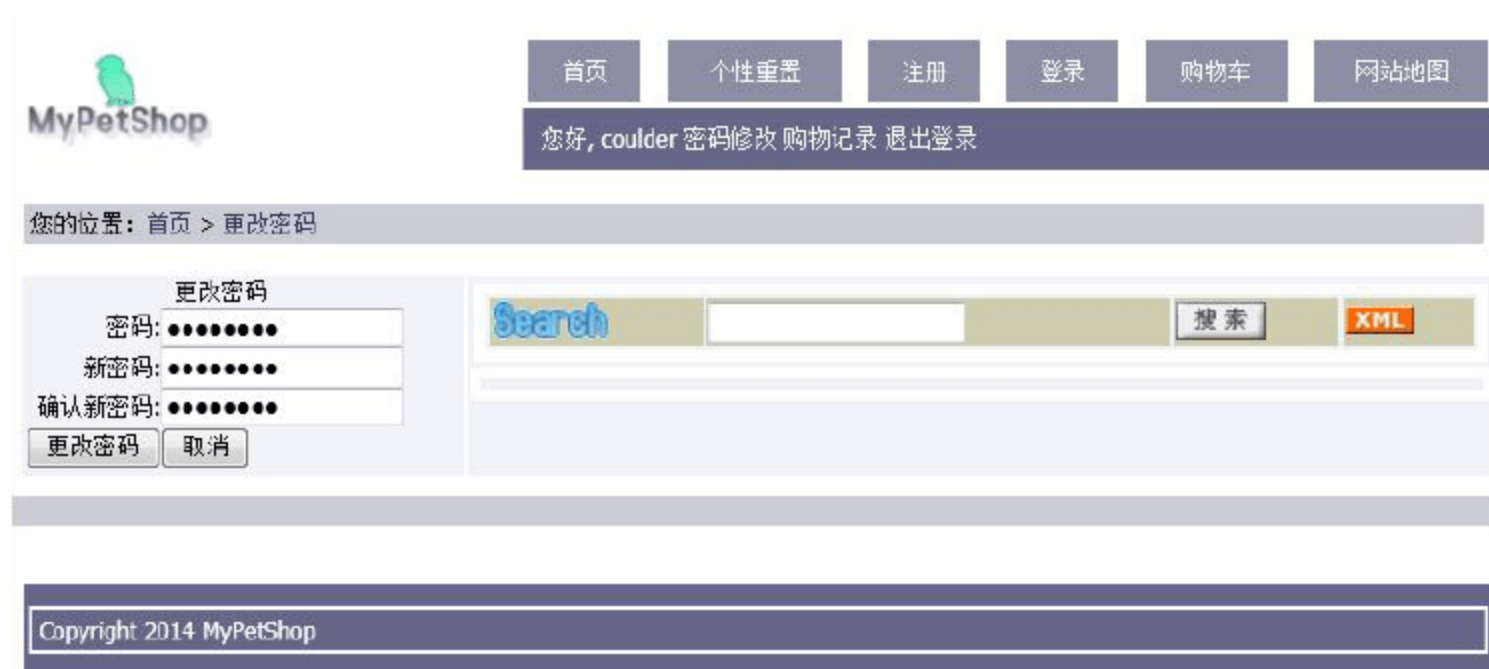 首页 个性重置 注册 登录 购物车 网站地图
MyPetShop
您好, coulder 密码修改 购物记录 退出登录
您的位置：首页 > 更改密码
更改密码
密码:
新密码:
确认新密码:
更改密码 取消
Search 搜索 XML
Copyright 2014 MyPetShop